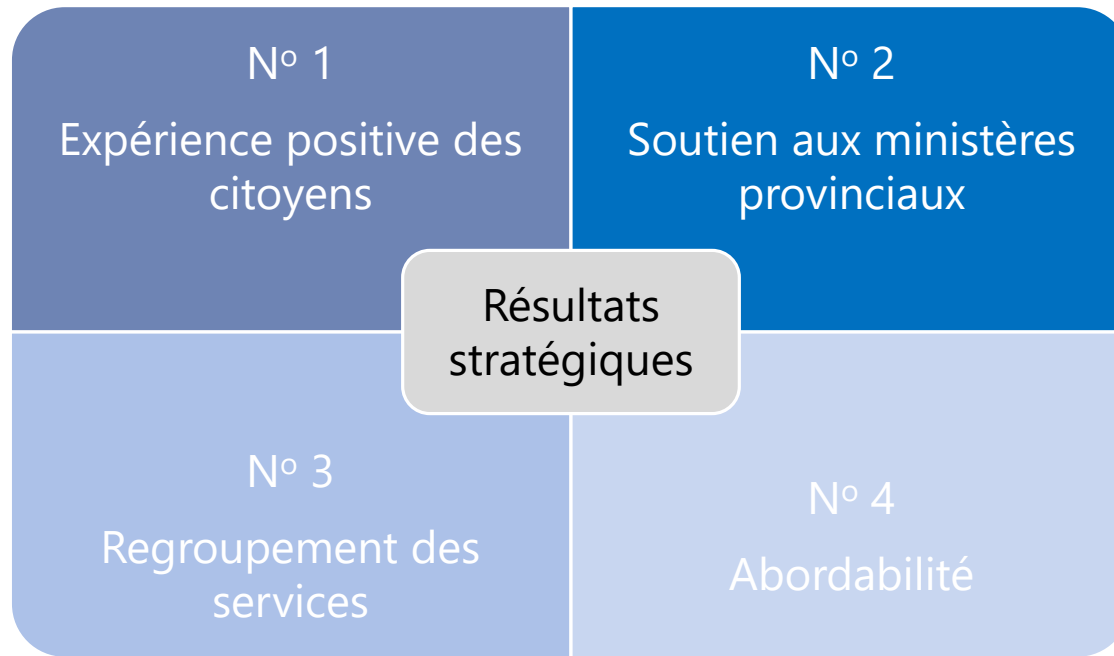 Nº 1
Expérience positive des
citoyens
Nº 2
Soutien aux ministères
provinciaux
Résultats
stratégiques
Nº 3
Regroupement des
services
Nº 4
Abordabilité